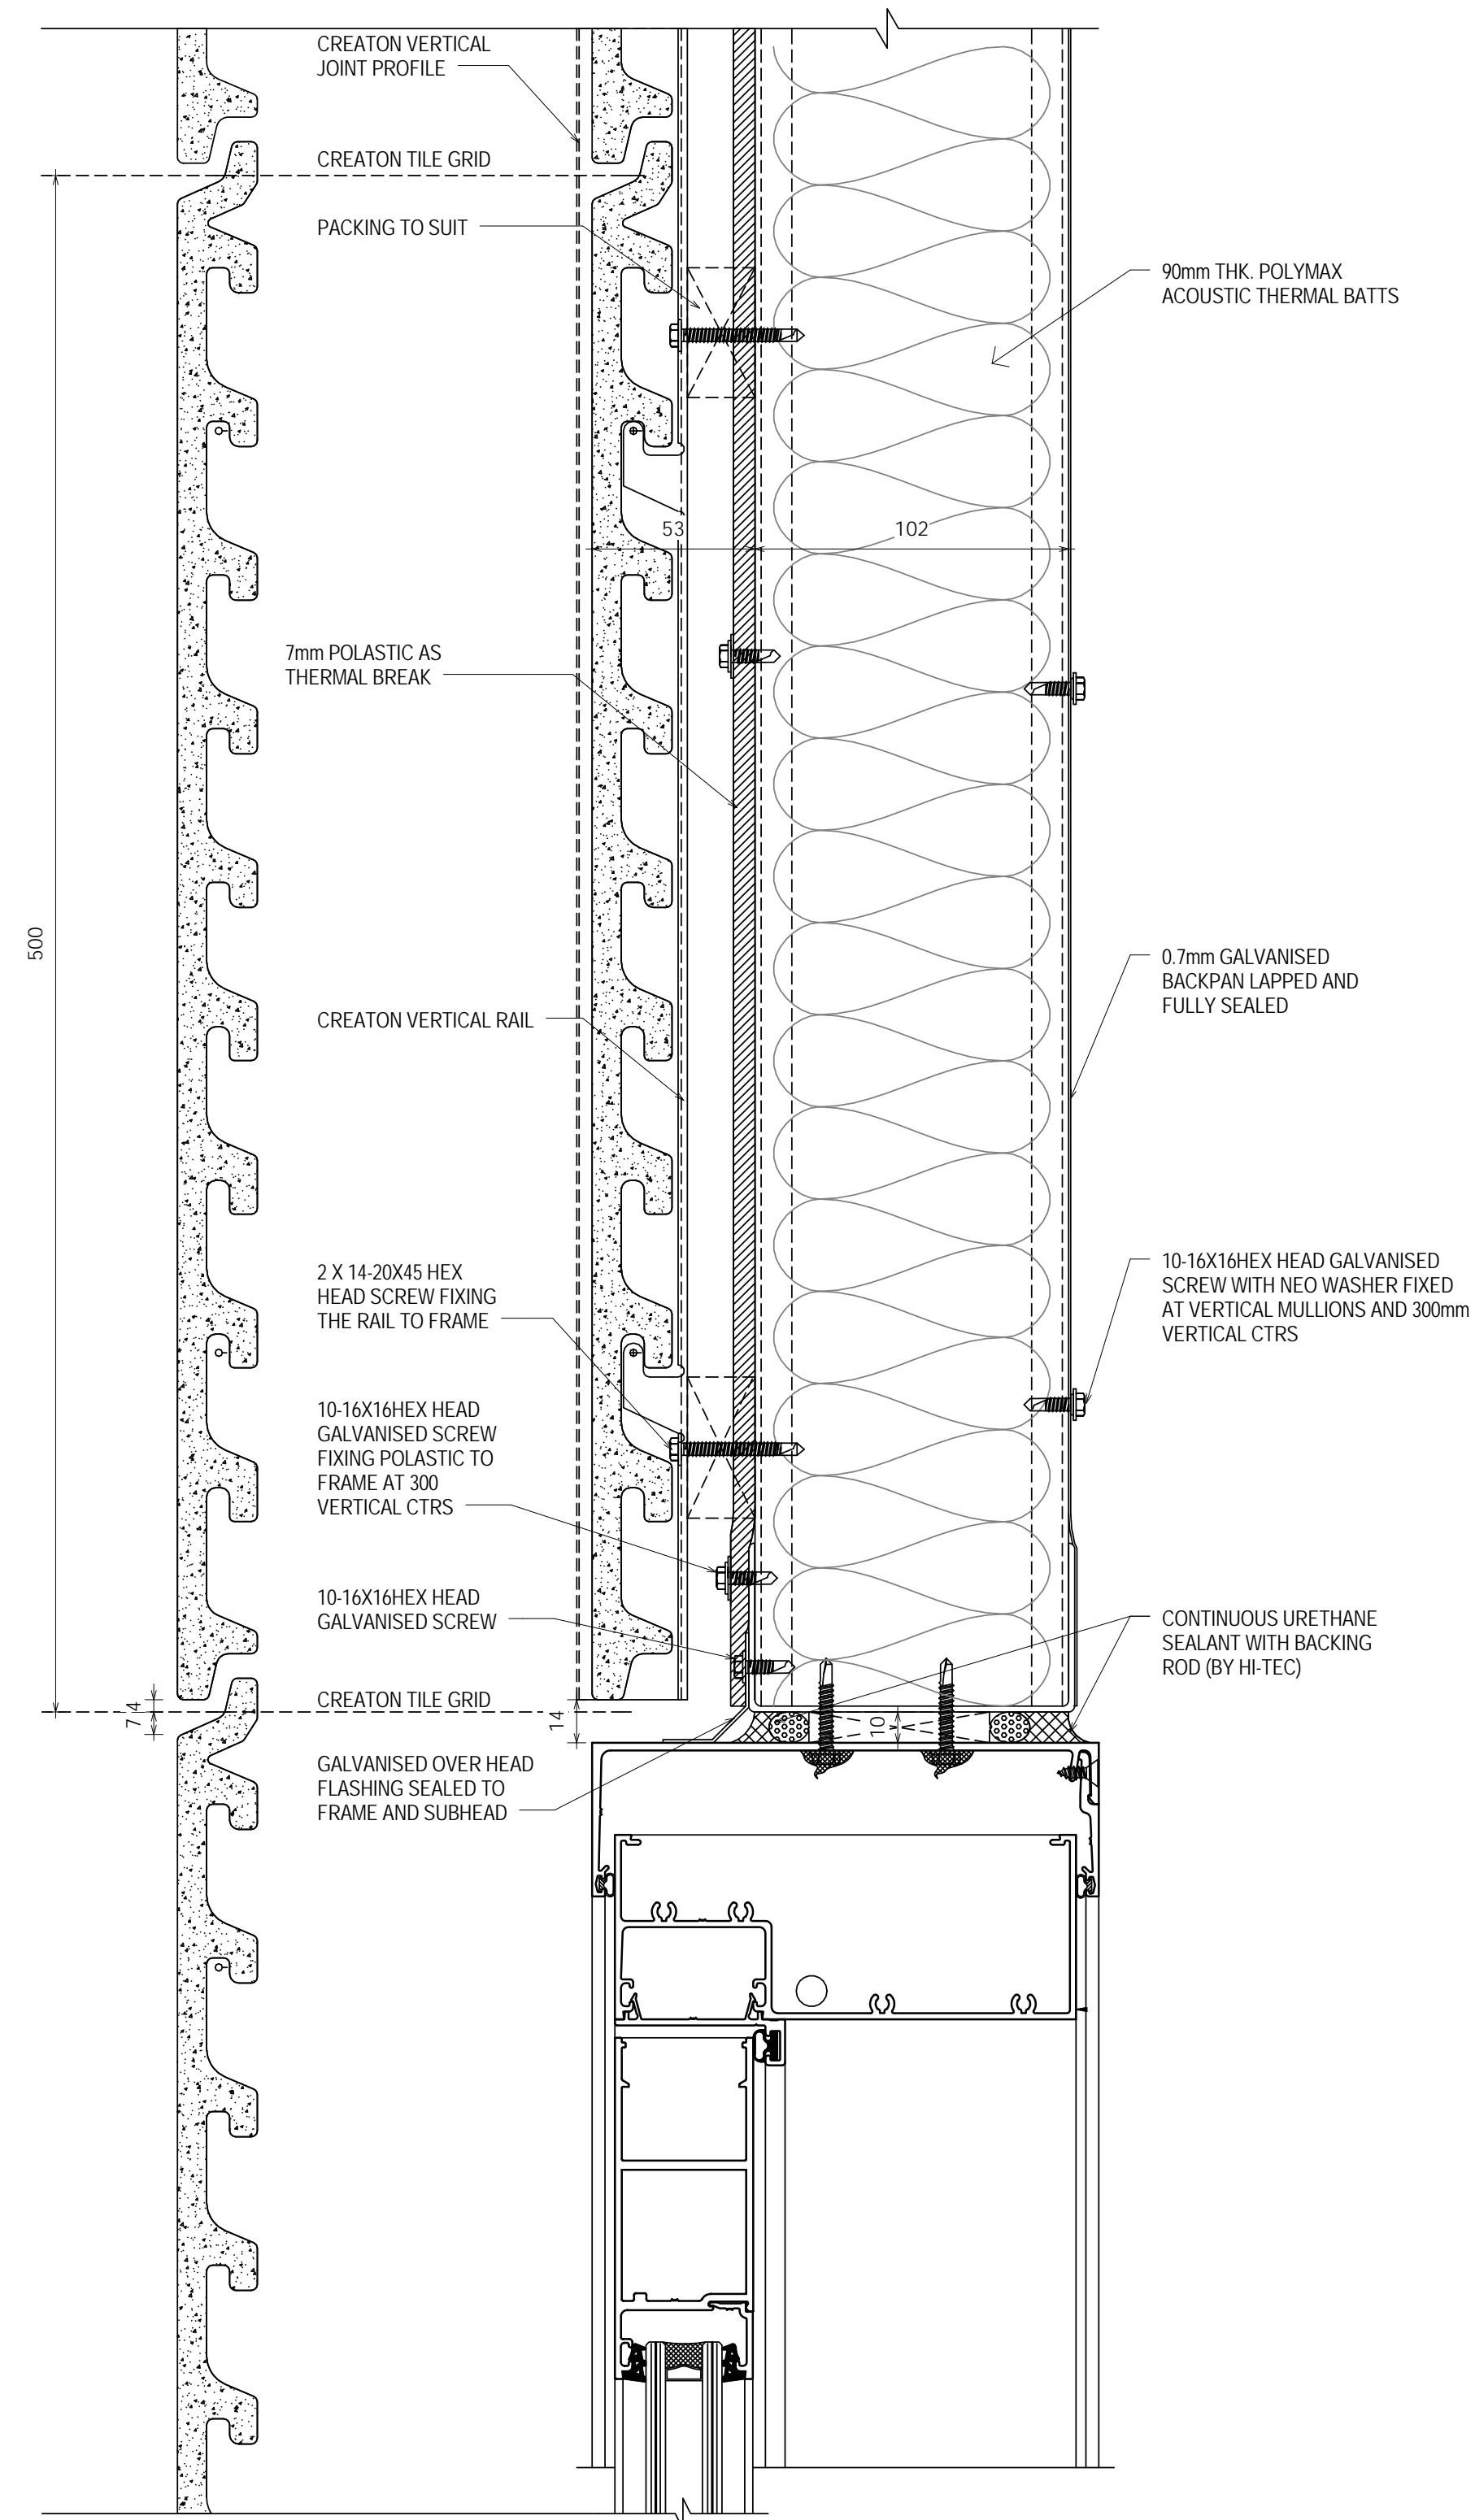 CREATON VERTICAL
JOINT PROFILE
CREATON TILE GRID
PACKING TO SUIT
90mm THK. POLYMAX
ACOUSTIC THERMAL BATTS
53
102
7mm POLASTIC AS
THERMAL BREAK
500
0.7mm GALVANISED
BACKPAN LAPPED AND
FULLY SEALED
CREATON VERTICAL RAIL
2 X 14-20X45 HEX
HEAD SCREW FIXING
THE RAIL TO FRAME
10-16X16HEX HEAD GALVANISED
SCREW WITH NEO WASHER FIXED
AT VERTICAL MULLIONS AND 300mm
VERTICAL CTRS
10-16X16HEX HEAD
GALVANISED SCREW
FIXING POLASTIC TO
FRAME AT 300
VERTICAL CTRS
10-16X16HEX HEAD
GALVANISED SCREW
CONTINUOUS URETHANE
SEALANT WITH BACKING
ROD (BY HI-TEC)
CREATON TILE GRID
4
7
14
10
GALVANISED OVER HEAD
FLASHING SEALED TO
FRAME AND SUBHEAD